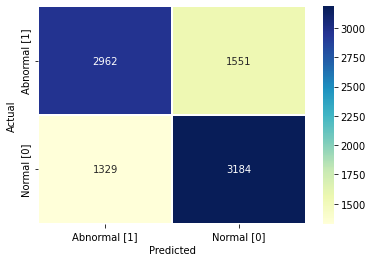 Actual
Abnormal [1]
2962
1551
Normal [0]
1329
3184
Abnormal [1]
Normal [0]
Predicted
3000
2750
2500
2250
2000
1750
1500